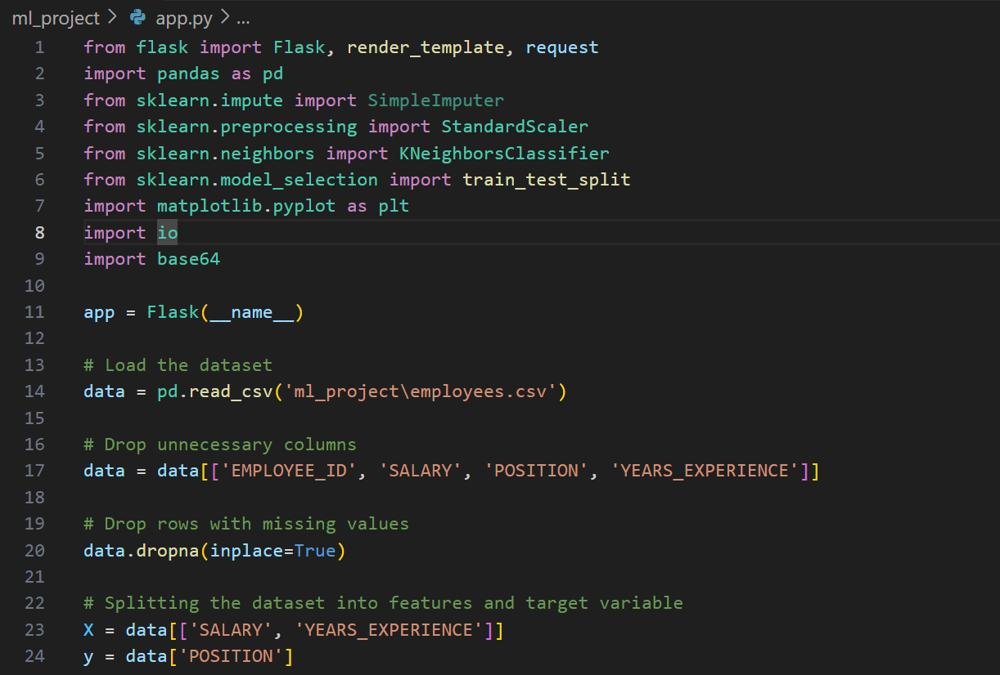 ml_project > app.py > ...
1 from flask import Flask, render_template, request
2 import pandas as pd
3 from sklearn.impute import SimpleImputer
4 from sklearn.preprocessing import StandardScaler
5 from sklearn.neighbors import KNeighborsClassifier
6 from sklearn.model_selection import train_test_split
7 import matplotlib.pyplot as plt
8 import io
9 import base64
10
11 app = Flask(__name__)
12
13 # Load the dataset
14 data = pd.read_csv('ml_project\employees.csv')
15
16 # Drop unnecessary columns
17 data = data[['EMPLOYEE_ID', 'SALARY', 'POSITION', 'YEARS_EXPERIENCE']]
18
19 # Drop rows with missing values
20 data.dropna(inplace=True)
21
22 # Splitting the dataset into features and target variable
23 X = data[['SALARY', 'YEARS_EXPERIENCE']]
24 y = data['POSITION']